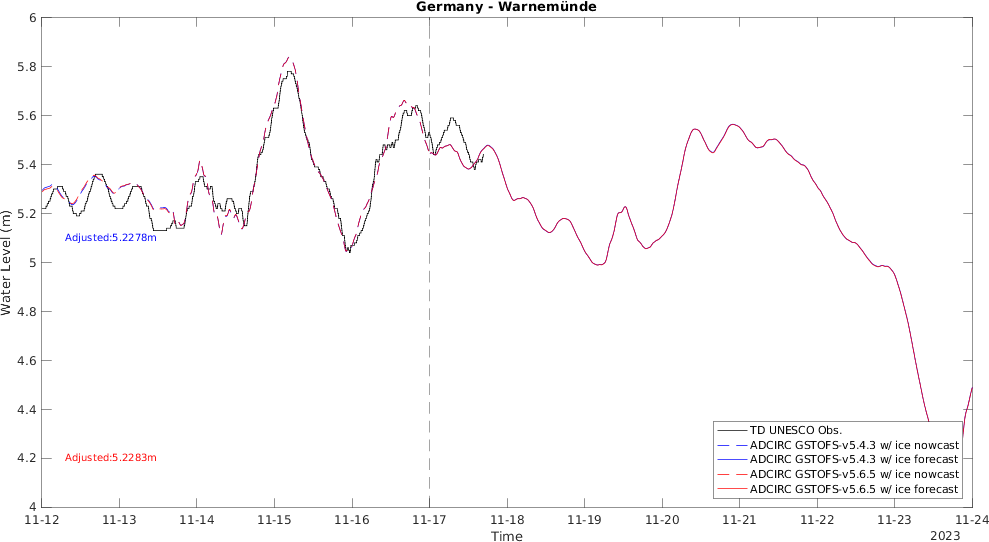 Germany - Warnemünde
6
5.8
5.6
5.4
5.2
5
4.8
4.6
4.4
4.2
4
Water Level (m)
Adjusted:5.2278m
Adjusted:5.2283m
TD UNESCO Obs.
ADCIRC GSTOFS-v5.4.3 w/ ice nowcast
ADCIRC GSTOFS-v5.4.3 w/ ice forecast
ADCIRC GSTOFS-v5.6.5 w/ ice nowcast
ADCIRC GSTOFS-v5.6.5 w/ ice forecast
11-12 11-13 11-14 11-15 11-16 11-17 11-18 11-19 11-20 11-21 11-22 11-23 11-24
Time
2023